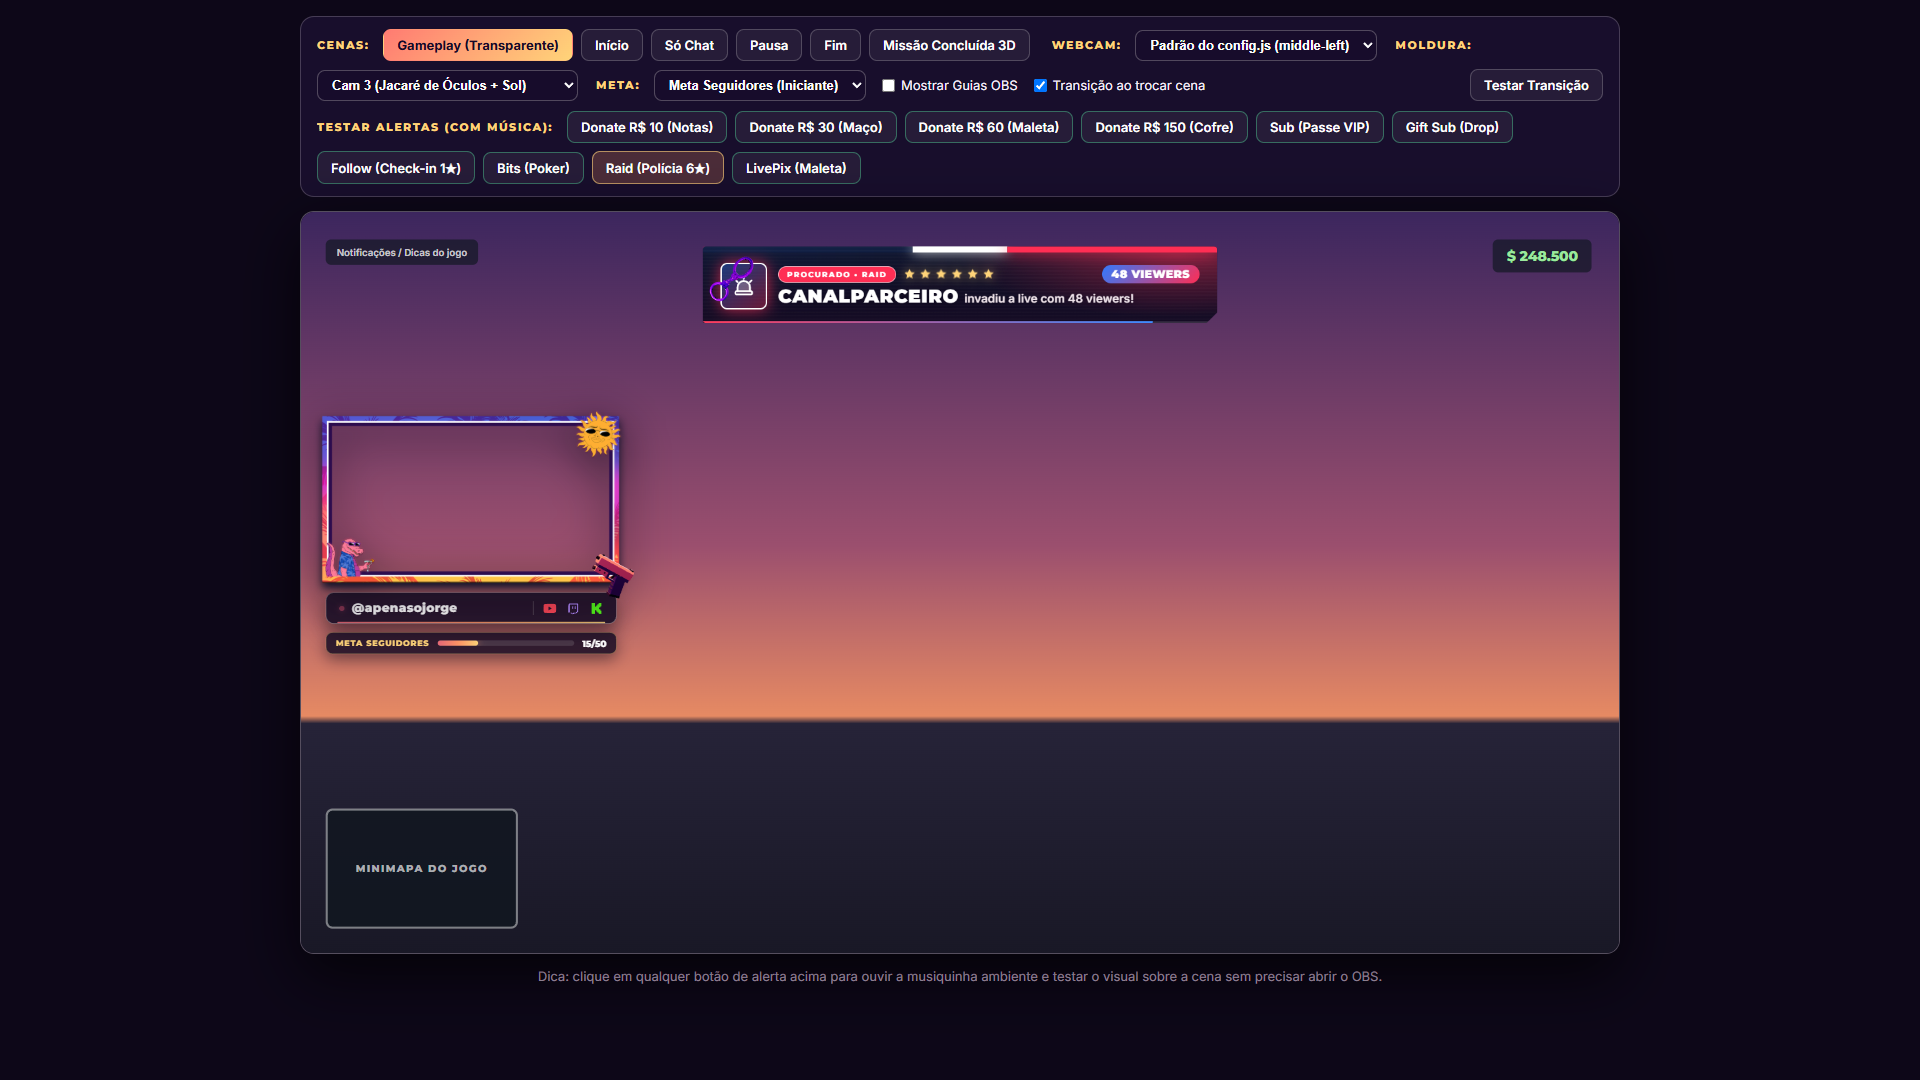 CENAS: Gameplay (Transparente) Início Só Chat Pausa Fim Missão Concluída 3D WEBCAM: Padrão do config.js (middle-left) MOLDURA:
Cam 3 (Jacaré de Óculos + Sol) META: Meta Seguidores (Iniciante) Mostrar Guias OBS Transição ao trocar cena Testar Transição
TESTAR ALERTAS (COM MÚSICA): Donate R$ 10 (Notas) Donate R$ 30 (Maço) Donate R$ 60 (Maleta) Donate R$ 150 (Cofre) Sub (Passe VIP) Gift Sub (Drop)
Follow (Check-in 1★) Bits (Poker) Raid (Polícia 6★) LivePix (Maleta)
Notificações / Dicas do jogo
$ 248.500
PROCURADO • RAID ★ ★ ★ ★ ★ ★ 48 VIEWERS
CANALPARCEIRO invadiu a live com 48 viewers!
@apenasojorge
META SEGUIDORES 15/50
MINIMAPA DO JOGO
Dica: clique em qualquer botão de alerta acima para ouvir a musiquinha ambiente e testar o visual sobre a cena sem precisar abrir o OBS.